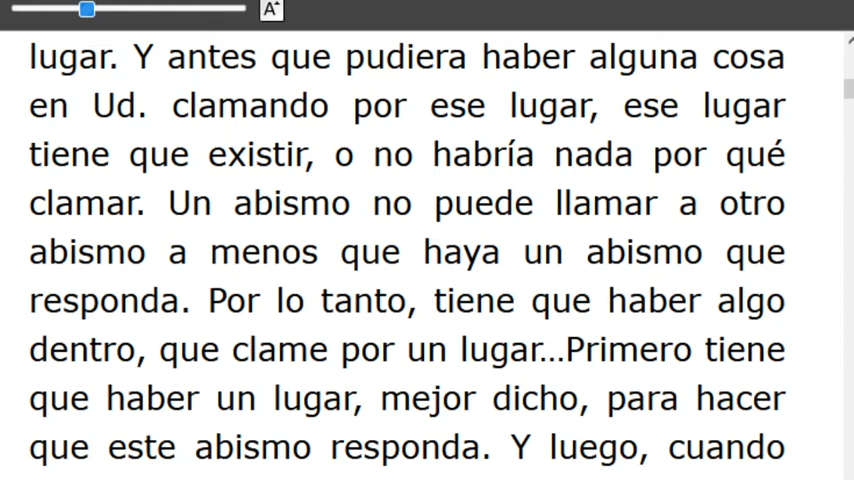 A
lugar. Y antes que pudiera haber alguna cosa
en Ud. clamando por ese lugar, ese lugar
tiene que existir, o no habría nada por qué
clamar. Un abismo no puede llamar a otro
abismo a menos que haya un abismo que
responda. Por lo tanto, tiene que haber algo
dentro, que clame por un lugar...Primero tiene
que haber un lugar, mejor dicho, para hacer
que este abismo responda. Y luego, cuando